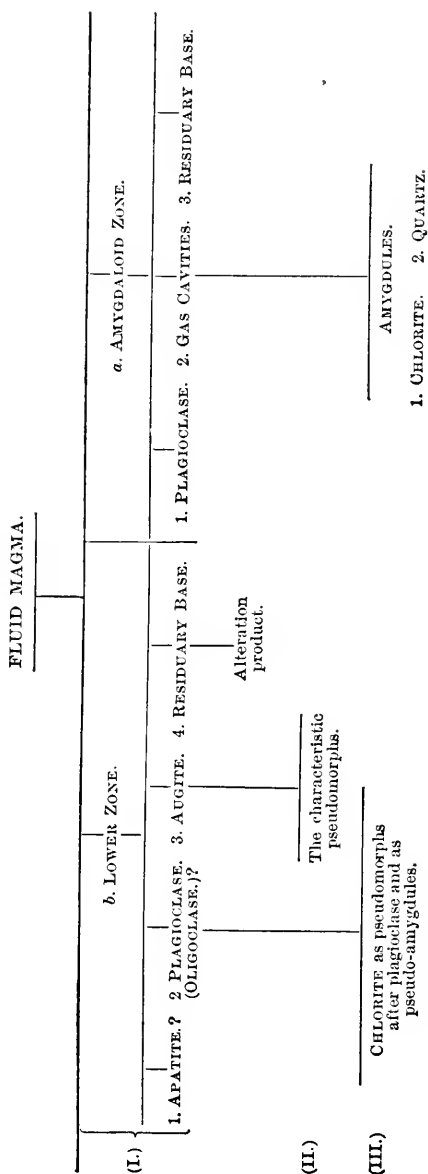 FLUID MAGMA.
b. LOWER ZONE.
a. AMYGDALOID ZONE.
(I.)
1. APATITE.? 2 PLAGIOCLASE. 3. AUGITE. 4. RESIDUARY BASE.
(OLIGOCLASE.)?
1. PLAGIOCLASE. 2. GAS CAVITIES. 3. RESIDUARY BASE.
Alteration
product.
(II.)
The characteristic
pseudomorphs.
(III.)
CHLORITE as pseudomorphs
after plagioclase and as
pseudo-amygdules.
AMYGDULES.
1. CHLORITE. 2. QUARTZ.